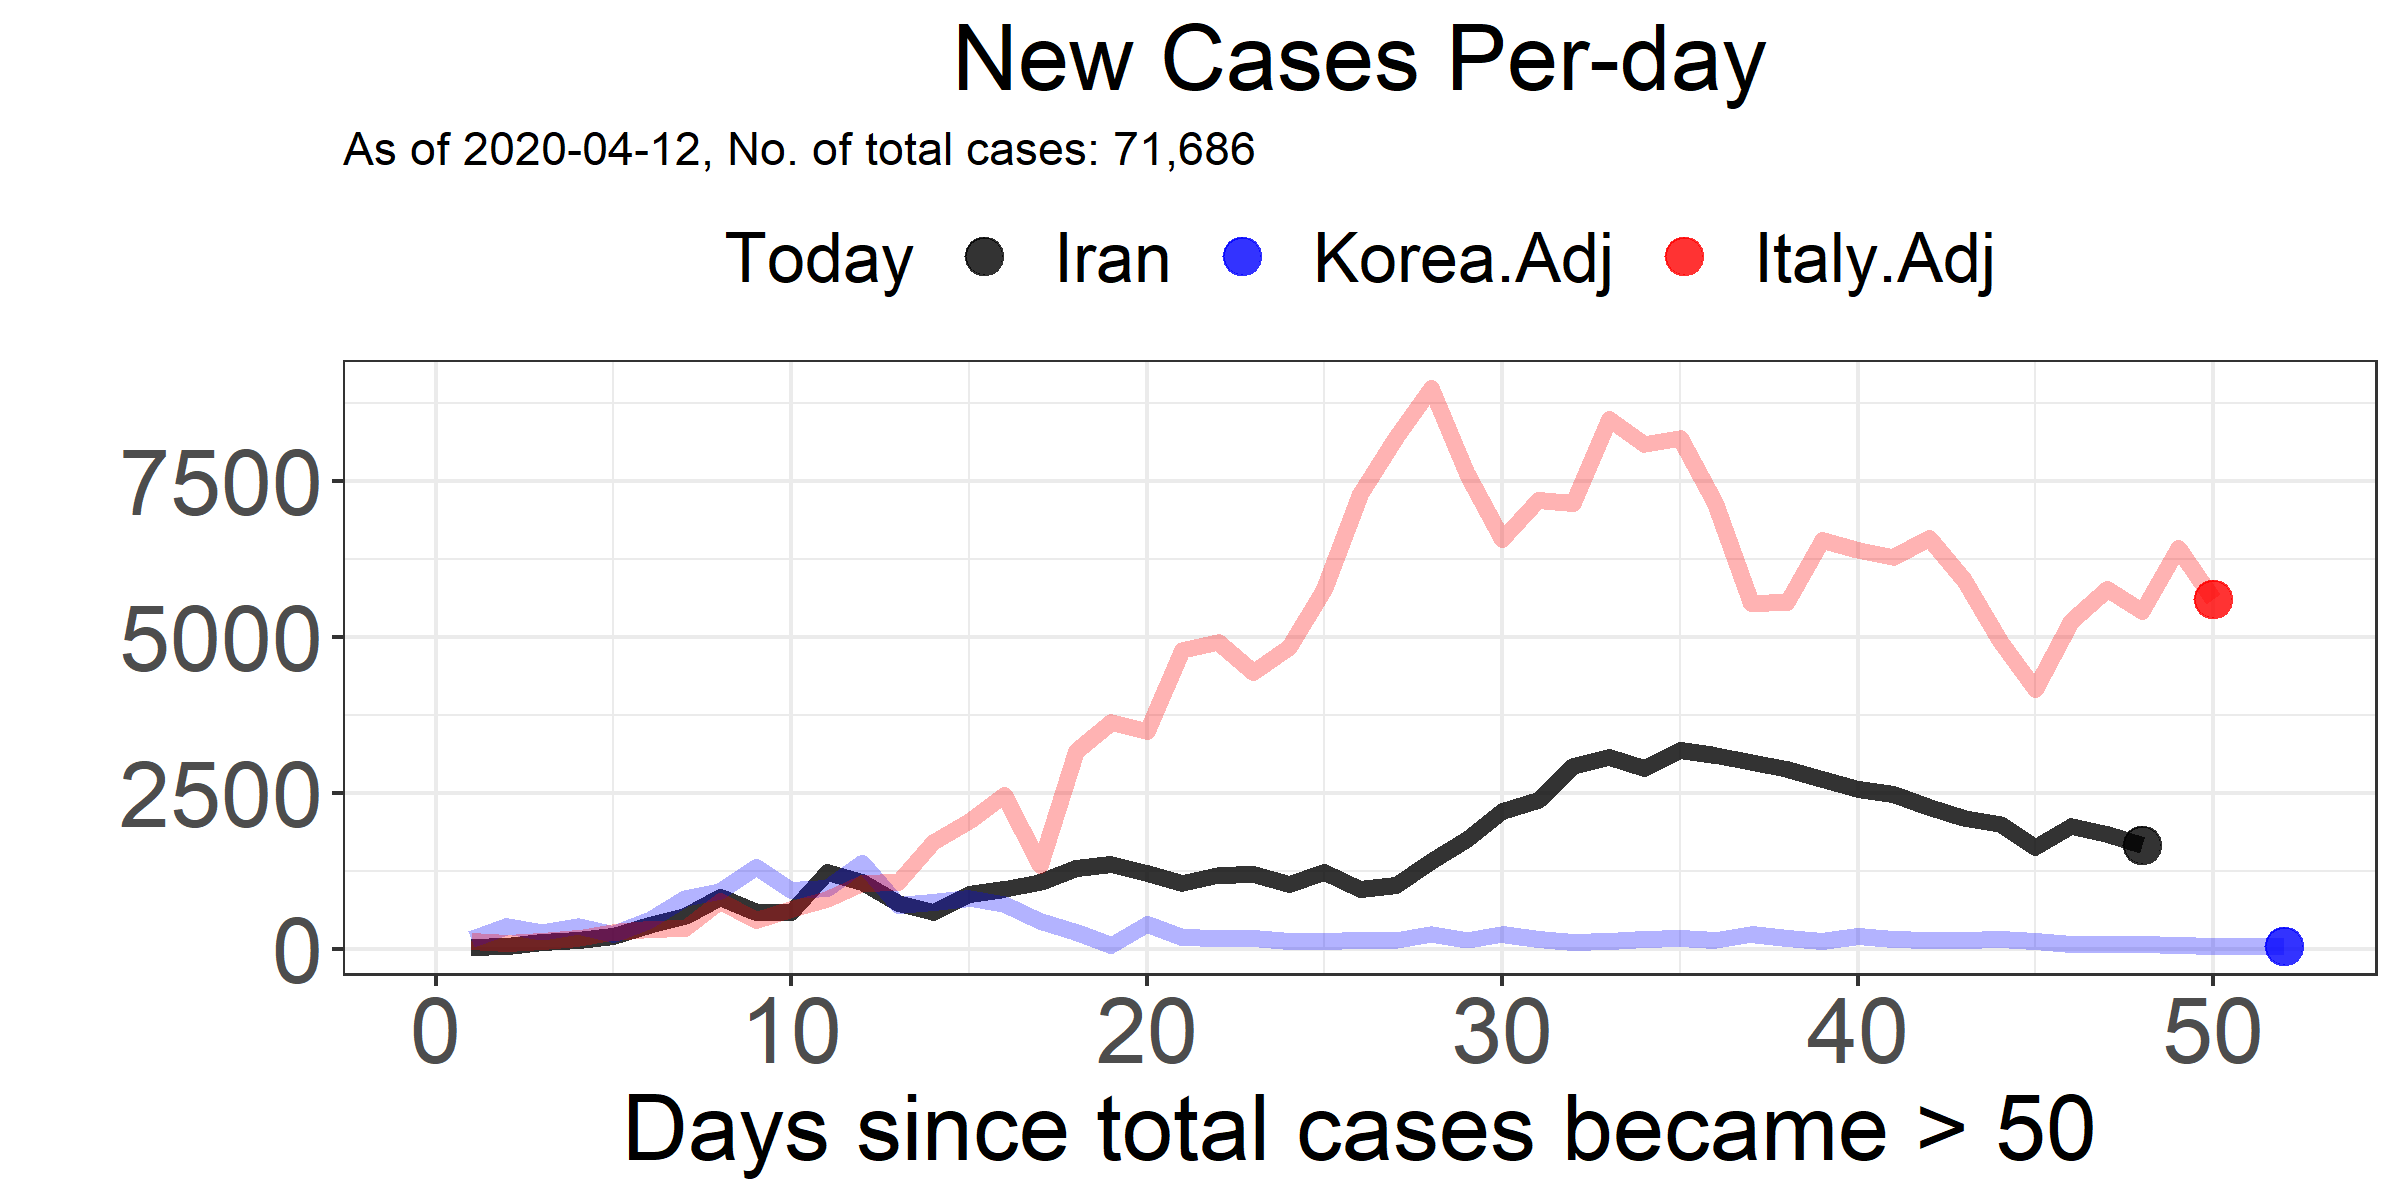 New Cases Per-day
As of 2020-04-12, No. of total cases: 71,686
Today Iran Korea.Adj Italy.Adj
7500
5000
2500
0
0 10 20 30 40 50
Days since total cases became > 50